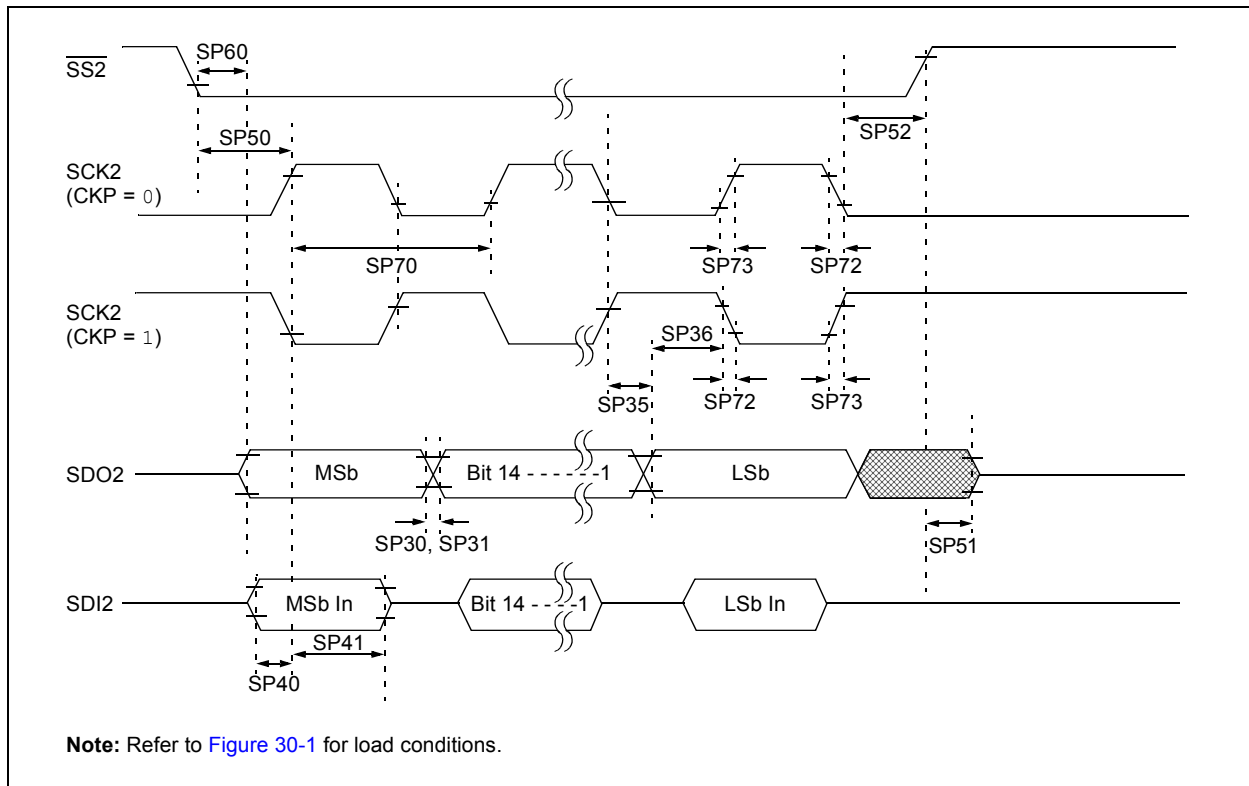 SP60
SS2
SP50
SP52
SCK2
(CKP = 0)
SP70
SP73
SP72
SCK2
(CKP = 1)
SP36
SP35
SP72
SP73
SDO2
MSb
Bit 14 - - - - - -1
LSb
SP30, SP31
SP51
SDI2
MSb In
Bit 14 - - - - -1
LSb In
SP41
SP40
Note: Refer to Figure 30-1 for load conditions.